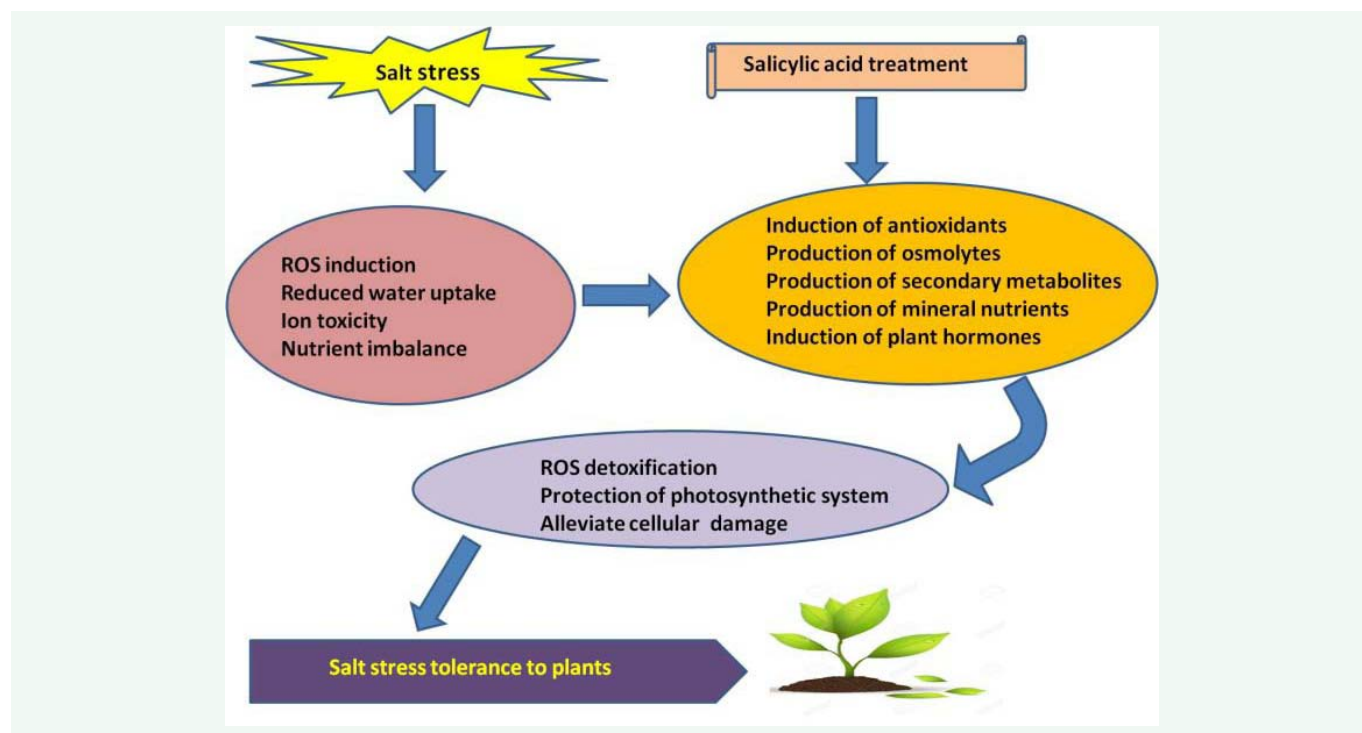 Salt stress
Salicylic acid treatment
ROS induction
Reduced water uptake
Ion toxicity
Nutrient imbalance
Induction of antioxidants
Production of osmolytes
Production of secondary metabolites
Production of mineral nutrients
Induction of plant hormones
ROS detoxification
Protection of photosynthetic system
Alleviate cellular damage
Salt stress tolerance to plants